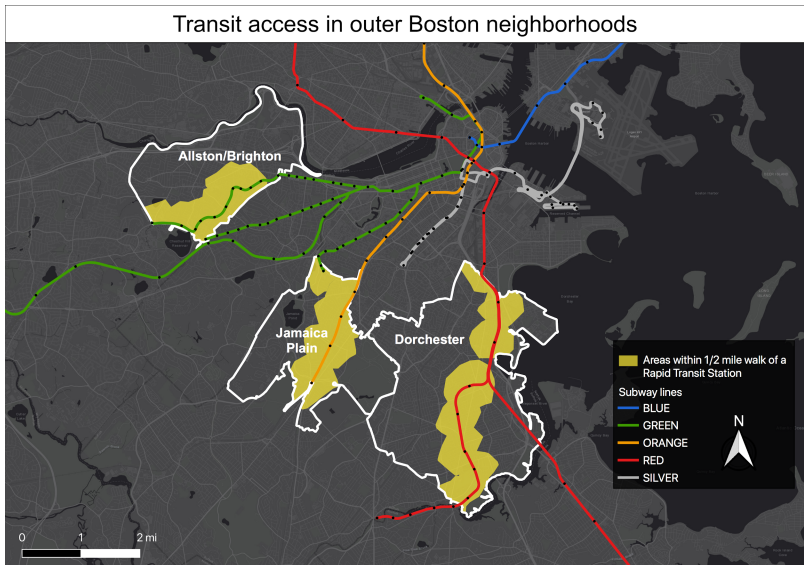 Transit access in outer Boston neighborhoods
Allston/Brighton
Jamaica
Plain
Dorchester
Areas within 1/2 mile walk of a
Rapid Transit Station
Subway lines
BLUE
GREEN
ORANGE
RED
SILVER
N
0 1 2 mi